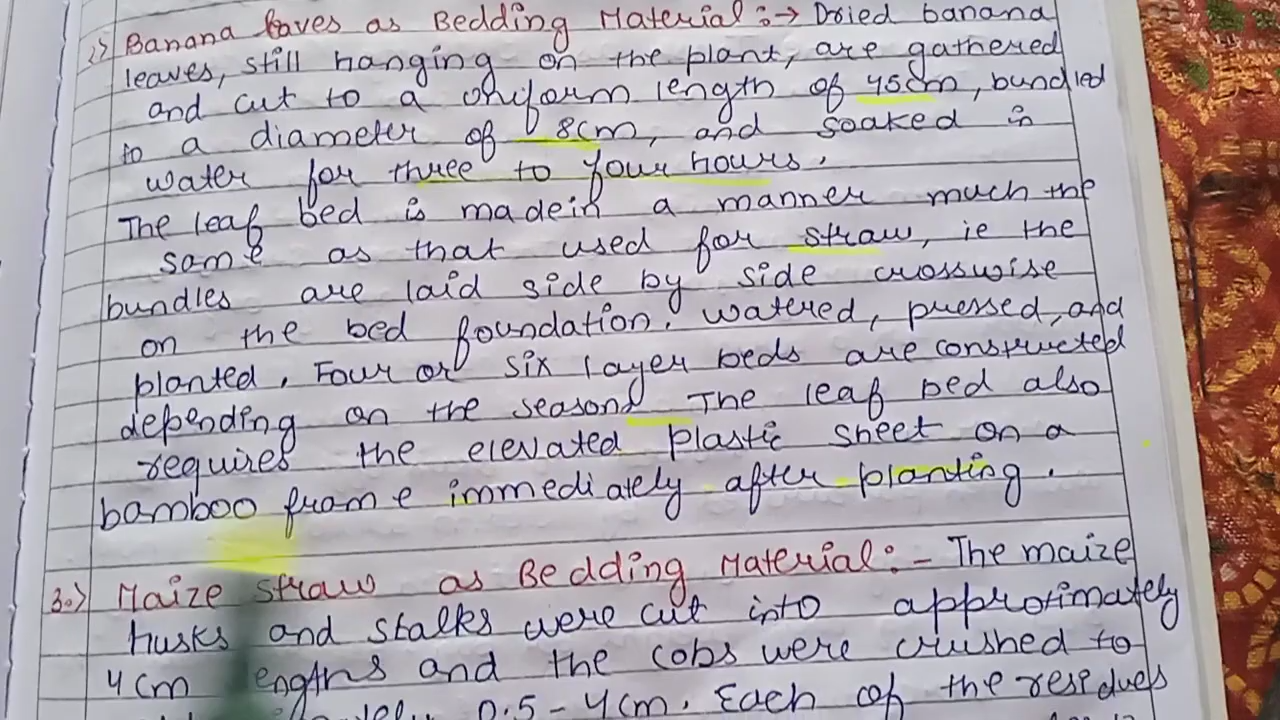 2) Banana leaves as Bedding Material :→ Dried banana
leaves, still hanging on the plant, are gathered
and cut to a uniform length of 45cm, bundled
to a diameter of 8cm, and soaked in
water for three to four hours.
The leaf bed is madein a manner much the
same as that used for straw, ie the
bundles are laid side by side crosswise
on the bed foundation. watered, pressed, and
planted. Four or six layer beds are constructed
depending on the season The leaf bed also
requires the elevated plastic sheet on a
bamboo frame immediately after planting.
3.) Maize straw as Bedding Material :- The maize
husks and stalks were cut into approtimately
4cm engths and the cobs were crushed to
0.5-4cm. Each of the residues